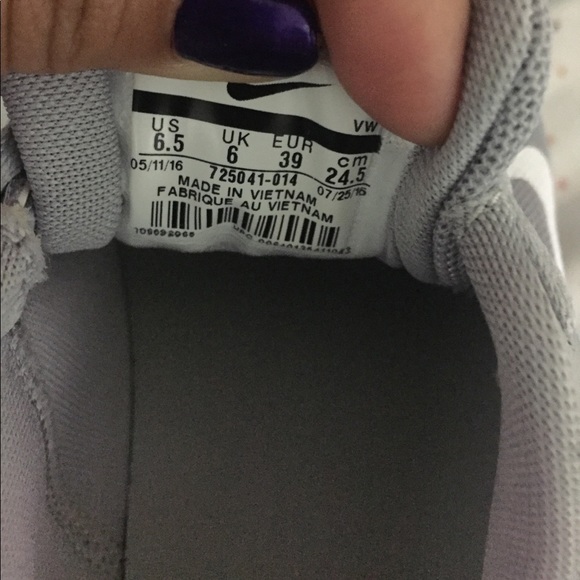 VW
US UK EUR cm
6.5 6 39 24.5
05/11/16 725041-014 07/25/16
MADE IN VIETNAM
FABRIQUE AU VIETNAM